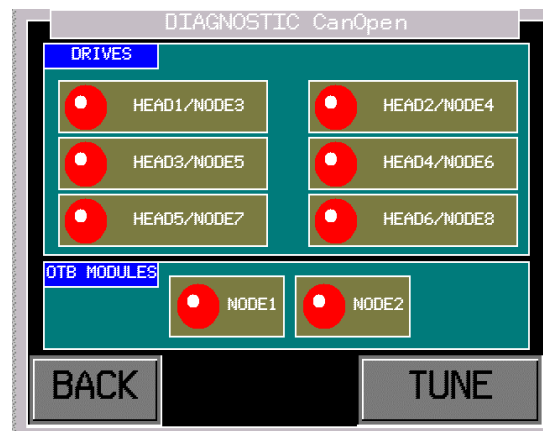 DIAGNOSTIC CanOpen
DRIVES
HEAD1/NODE3 HEAD2/NODE4
HEAD3/NODE5 HEAD4/NODE6
HEAD5/NODE7 HEAD6/NODE8
OTB MODULES
NODE1 NODE2
BACK TUNE